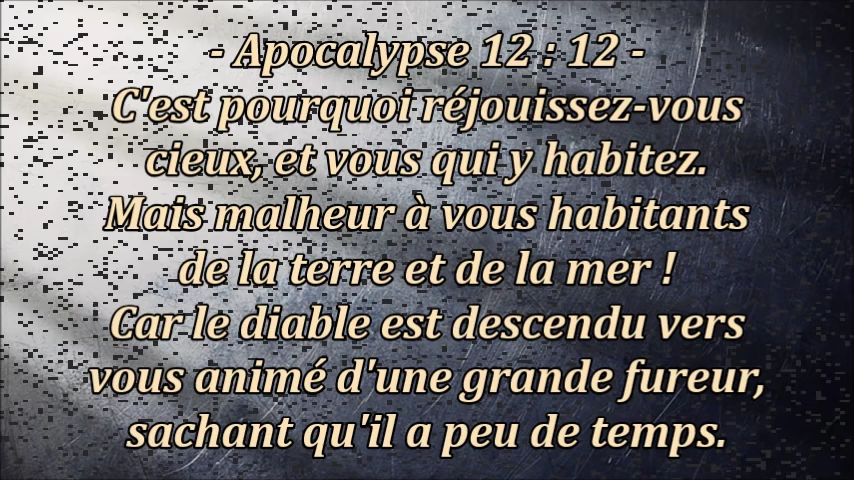 - Apocalypse 12 : 12 -
C'est pourquoi réjouissez-vous
cieux, et vous qui y habitez.
Mais malheur à vous habitants
de la terre et de la mer !
Car le diable est descendu vers
vous animé d'une grande fureur,
sachant qu'il a peu de temps.